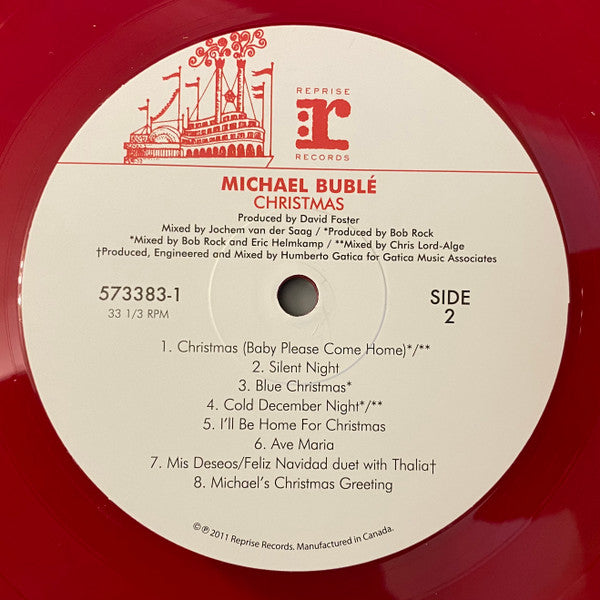 REPRISE
r
RECORDS
MICHAEL BUBLÉ
CHRISTMAS
Produced by David Foster
Mixed by Jochem van der Saag / *Produced by Bob Rock
*Mixed by Bob Rock and Eric Helmkamp / **Mixed by Chris Lord-Alge
†Produced, Engineered and Mixed by Humberto Gatica for Gatica Music Associates
573383-1
33 1/3 RPM
SIDE
2
1. Christmas (Baby Please Come Home)*/**
2. Silent Night
3. Blue Christmas*
4. Cold December Night*/**
5. I'll Be Home For Christmas
6. Ave Maria
7. Mis Deseos/Feliz Navidad duet with Thalia†
8. Michael's Christmas Greeting
©℗ 2011 Reprise Records. Manufactured in Canada.